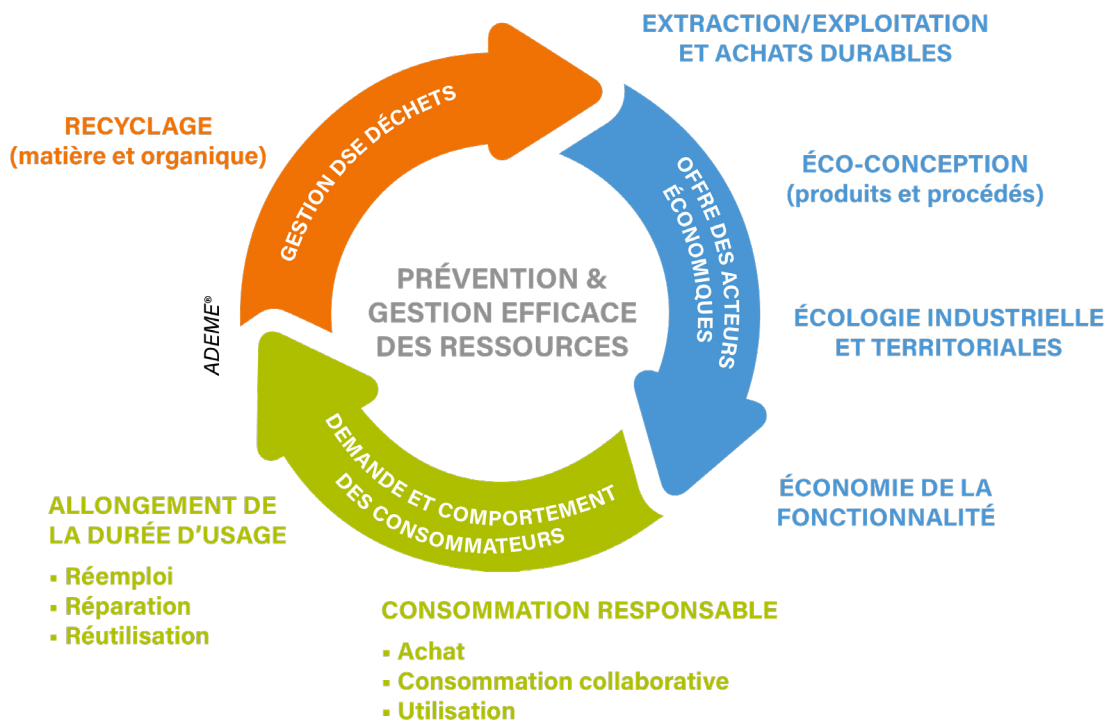 EXTRACTION/EXPLOITATION
ET ACHATS DURABLES
RECYCLAGE
(matière et organique)
GESTION DSE DÉCHETS
OFFRE DES ACTEURS
ÉCONOMIQUES
ÉCO-CONCEPTION
(produits et procédés)
PRÉVENTION &
GESTION EFFICACE
DES RESSOURCES
ADEME®
ÉCOLOGIE INDUSTRIELLE
ET TERRITORIALES
DEMANDE ET COMPORTEMENT
DES CONSOMMATEURS
ÉCONOMIE DE LA
FONCTIONNALITÉ
ALLONGEMENT DE
LA DURÉE D'USAGE
▪ Réemploi
▪ Réparation
▪ Réutilisation
CONSOMMATION RESPONSABLE
▪ Achat
▪ Consommation collaborative
▪ Utilisation